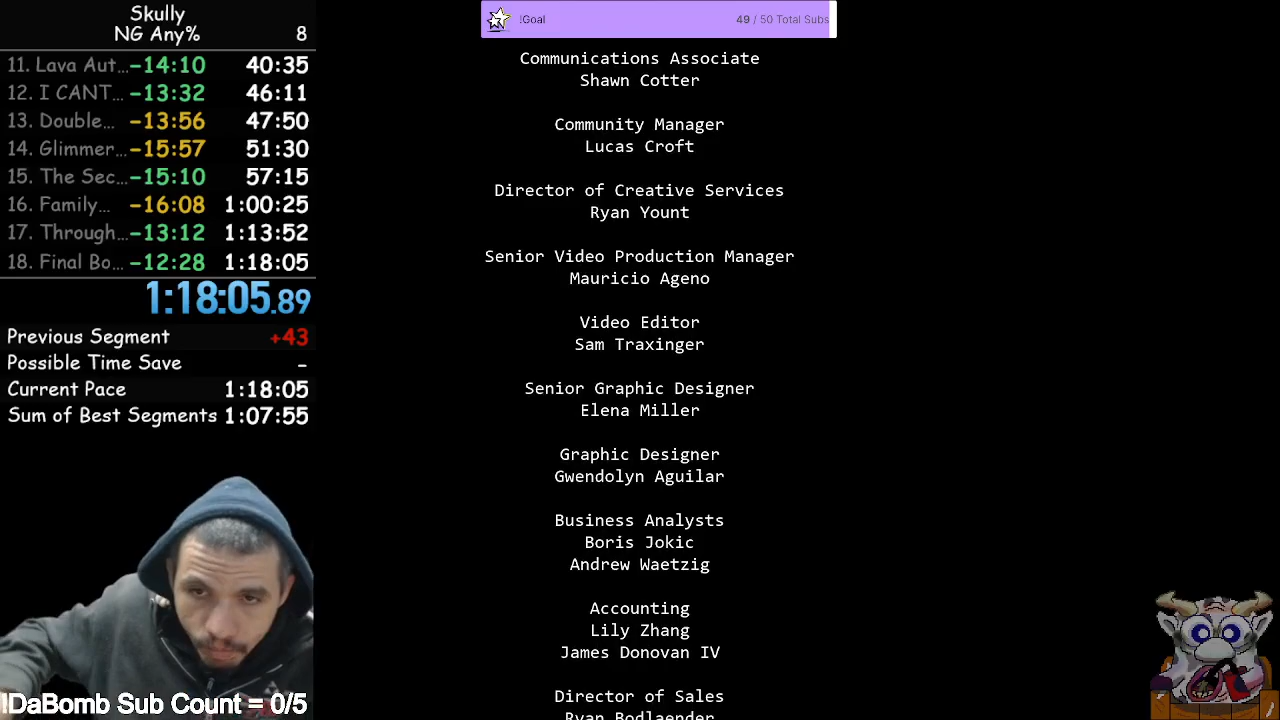 Skully
NG Any% 8
11. Lava Aut... -14:10 40:35
12. I CANT... -13:32 46:11
13. Double... -13:56 47:50
14. Glimmer... -15:57 51:30
15. The Sec... -15:10 57:15
16. Family... -16:08 1:00:25
17. Through... -13:12 1:13:52
18. Final Bo... -12:28 1:18:05
1:18:05.89
Previous Segment +43
Possible Time Save -
Current Pace 1:18:05
Sum of Best Segments 1:07:55
!DaBomb Sub Count = 0/5
!Goal 49 / 50 Total Subs
Communications Associate
Shawn Cotter
Community Manager
Lucas Croft
Director of Creative Services
Ryan Yount
Senior Video Production Manager
Mauricio Ageno
Video Editor
Sam Traxinger
Senior Graphic Designer
Elena Miller
Graphic Designer
Gwendolyn Aguilar
Business Analysts
Boris Jokic
Andrew Waetzig
Accounting
Lily Zhang
James Donovan IV
Director of Sales
Ryan Bodlaender